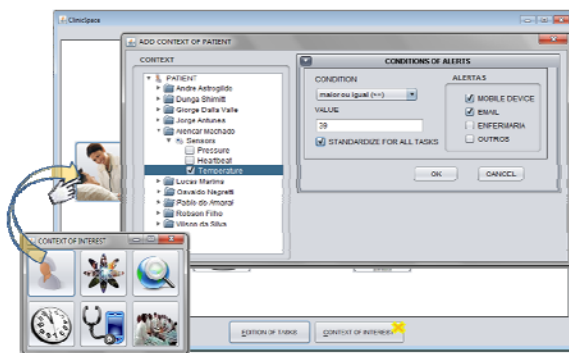 ClinicSpace
ADD CONTEXT OF PATIENT
CONTEXT
PATIENT
Andre Astrogildo
Dunga Shimitt
Giorge Dalla Valle
Jorge Antunes
Alencar Machado
Sensors
Pressure
Heartbeat
Temperature
Lucas Marina
Osvaldo Negretti
Pablo do Amaral
Robson Filho
Vilson da Silva
CONDITIONS OF ALERTS
CONDITION
maior ou igual (>=)
VALUE
39
STANDARDIZE FOR ALL TASKS
ALERTAS
MOBILE DEVICE
EMAIL
ENFERMARIA
OUTROS
OK
CANCEL
CONTEXT OF INTEREST
EDITION OF TASKS
CONTEXT OF INTEREST